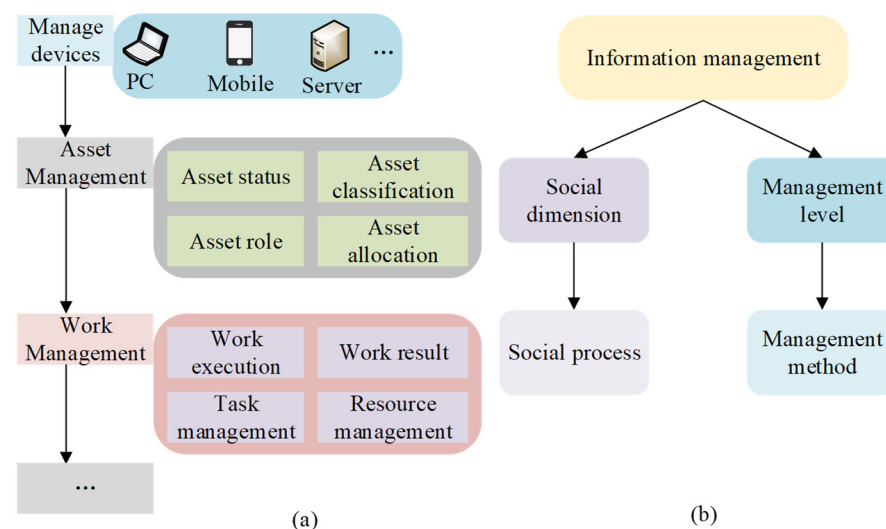 Manage
devices
PC
Mobile
Server
...
Asset
Management
Asset status
Asset
classification
Asset role
Asset
allocation
Work
Management
Work
execution
Work result
Task
management
Resource
management
...
(a)
Information management
Social
dimension
Management
level
Social process
Management
method
(b)